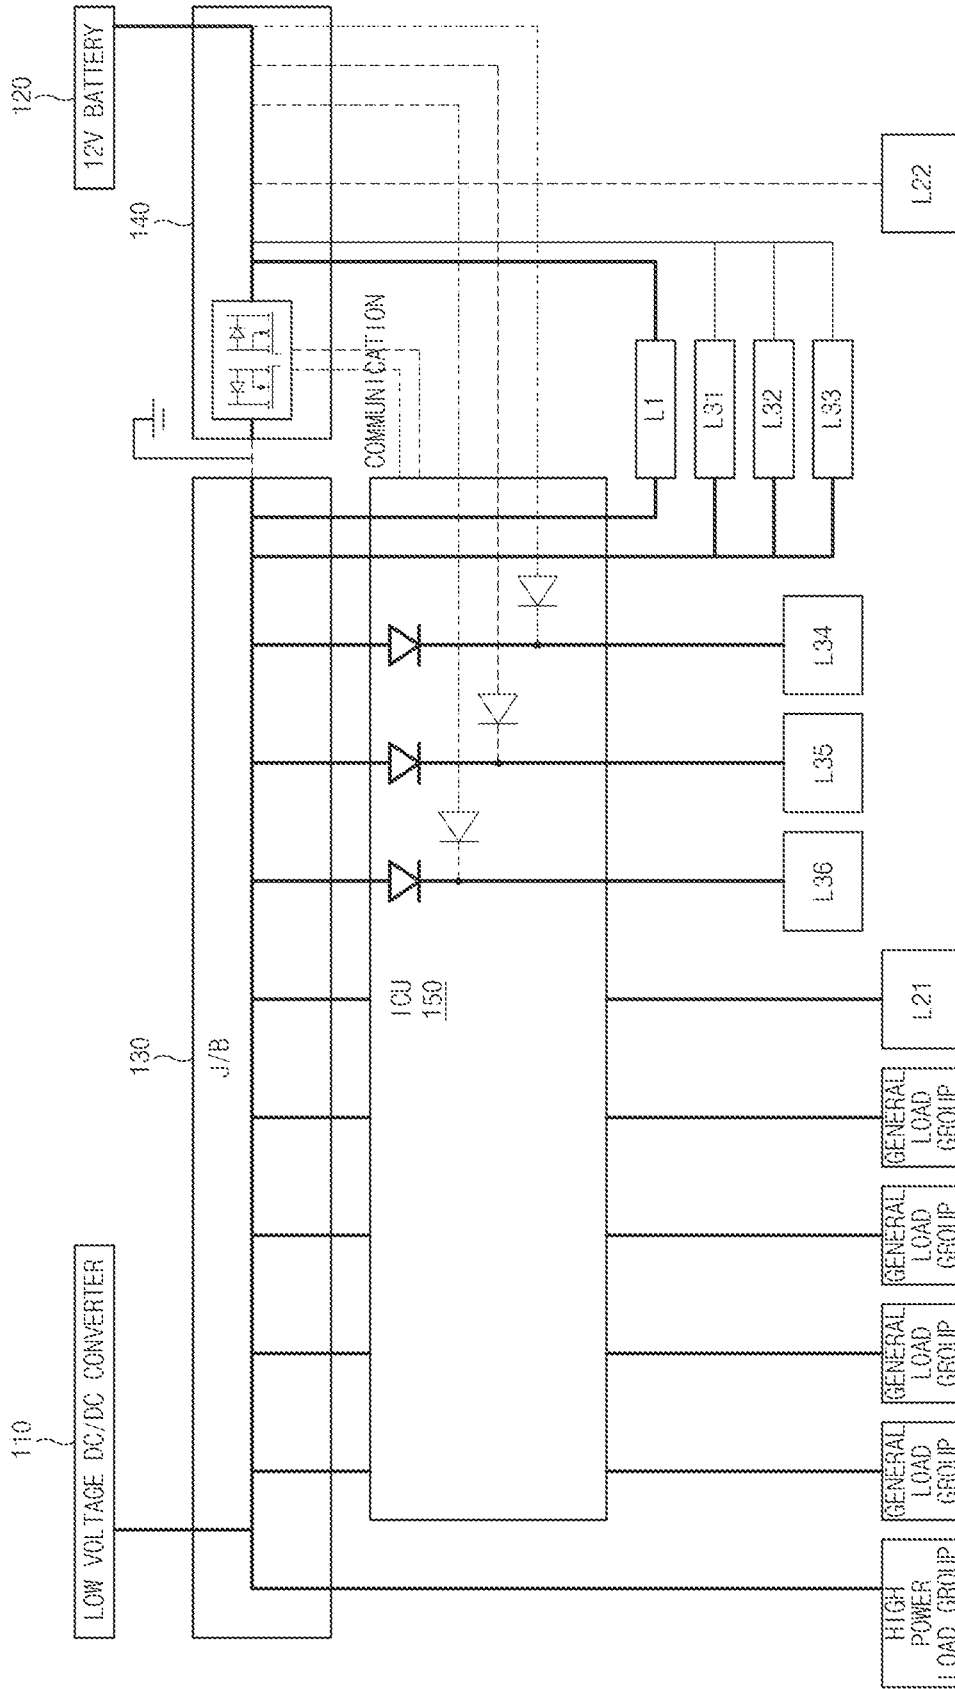 110
LOW VOLTAGE DC/DC CONVERTER
120
12V BATTERY
130
J/B
140
COMMUNICATION
ICU
150
HIGH
POWER
LOAD GROUP
GENERAL
LOAD
GROUP
GENERAL
LOAD
GROUP
GENERAL
LOAD
GROUP
GENERAL
LOAD
GROUP
L21
L36
L35
L34
L1
L31
L32
L33
L22